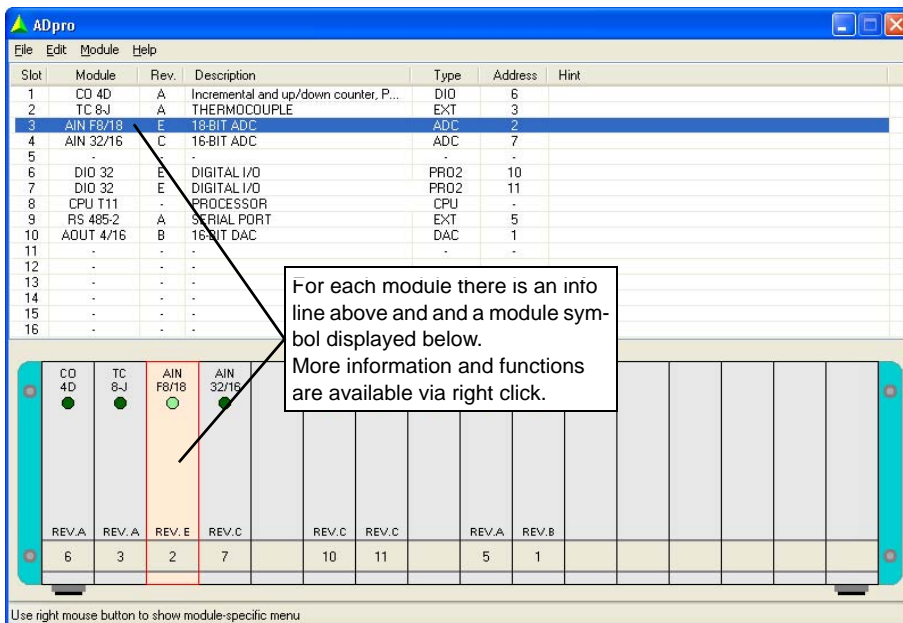 ADpro
File Edit Module Help
Slot Module Rev. Description Type Address Hint
1 CO 4D A Incremental and up/down counter, P... DIO 6
2 TC 8-J A THERMOCOUPLE EXT 3
3 AIN F8/18 E 18-BIT ADC ADC 2
4 AIN 32/16 C 16-BIT ADC ADC 7
5 - - - - -
6 DIO 32 E DIGITAL I/O PRO2 10
7 DIO 32 E DIGITAL I/O PRO2 11
8 CPU T11 - PROCESSOR CPU -
9 RS 485-2 A SERIAL PORT EXT 5
10 AOUT 4/16 B 16-BIT DAC DAC 1
11 - - - - -
12 - - -
13 - - -
14 - - -
15 - - -
16 - - -
For each module there is an info
line above and and a module sym-
bol displayed below.
More information and functions
are available via right click.
CO TC AIN AIN
4D 8-J F8/18 32/16
REV.A REV. A REV. E REV.C REV.C REV.C REV.A REV.B
6 3 2 7 10 11 5 1
Use right mouse button to show module-specific menu